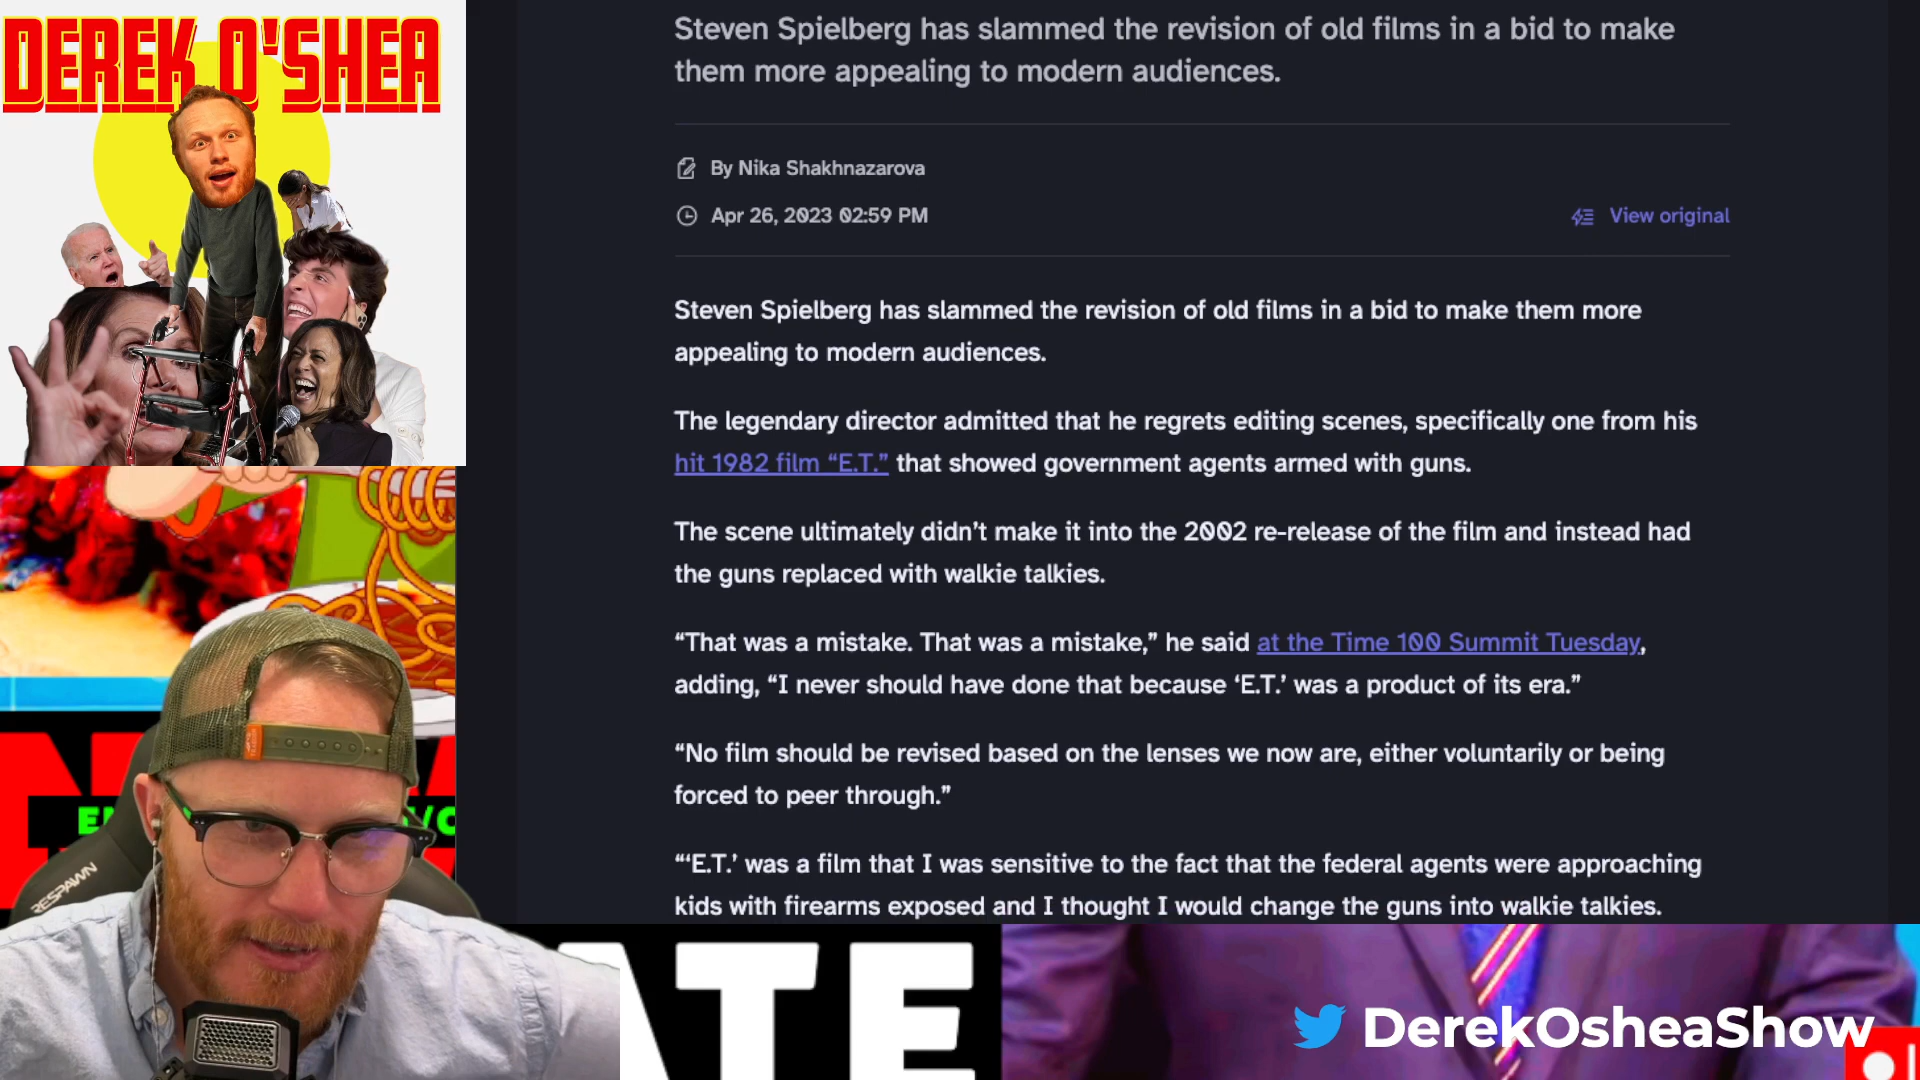 DEREK O'SHEA
Steven Spielberg has slammed the revision of old films in a bid to make
them more appealing to modern audiences.
By Nika Shakhnazarova
Apr 26, 2023 02:59 PM
View original
Steven Spielberg has slammed the revision of old films in a bid to make them more
appealing to modern audiences.
The legendary director admitted that he regrets editing scenes, specifically one from his
hit 1982 film “E.T.” that showed government agents armed with guns.
The scene ultimately didn’t make it into the 2002 re-release of the film and instead had
the guns replaced with walkie talkies.
“That was a mistake. That was a mistake,” he said at the Time 100 Summit Tuesday,
adding, “I never should have done that because ‘E.T.’ was a product of its era.”
“No film should be revised based on the lenses we now are, either voluntarily or being
forced to peer through.”
“‘E.T.’ was a film that I was sensitive to the fact that the federal agents were approaching
kids with firearms exposed and I thought I would change the guns into walkie talkies.
RESPAWN
ATE
DerekOsheaShow